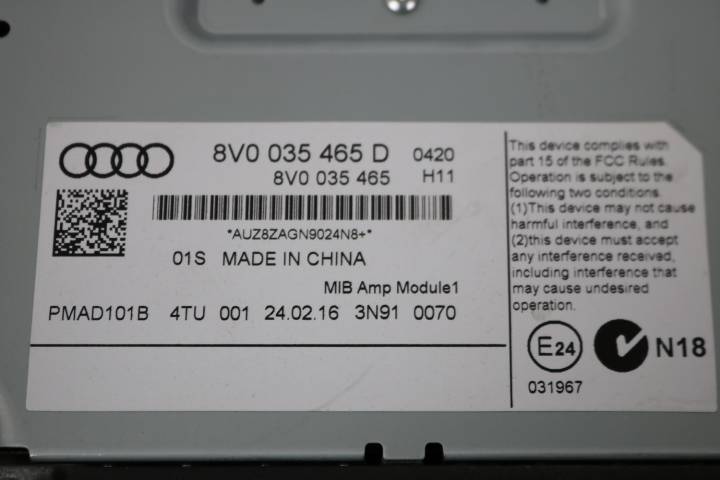 8V0 035 465 D 0420
8V0 035 465 H11
*AUZ8ZAGN9024N8+*
01S MADE IN CHINA
MIB Amp Module1
PMAD101B 4TU 001 24.02.16 3N91 0070
This device complies with
part 15 of the FCC Rules.
Operation is subject to the
following two conditions.
(1)This device may not cause
harmful interference, and
(2)this device must accept
any interference received,
including interference that
may cause undesired
operation.
E24 N18
031967